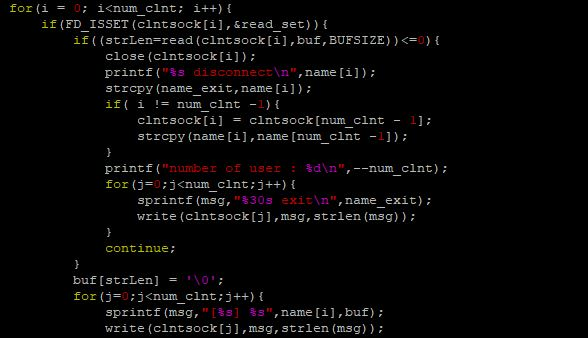 for(i = 0; i<num_clnt; i++){
    if(FD_ISSET(clntsock[i],&read_set)){
        if((strLen=read(clntsock[i],buf,BUFSIZE))<=0){
            close(clntsock[i]);
            printf("%s disconnect\n",name[i]);
            strcpy(name_exit,name[i]);
            if( i != num_clnt -1){
                clntsock[i] = clntsock[num_clnt - 1];
                strcpy(name[i],name[num_clnt -1]);
            }
            printf("number of user : %d\n",--num_clnt);
            for(j=0;j<num_clnt;j++){
                sprintf(msg,"%30s exit\n",name_exit);
                write(clntsock[j],msg,strlen(msg));
            }
            continue;
        }
        buf[strLen] = '\0';
        for(j=0;j<num_clnt;j++){
            sprintf(msg,"[%s] %s",name[i],buf);
            write(clntsock[j],msg,strlen(msg));